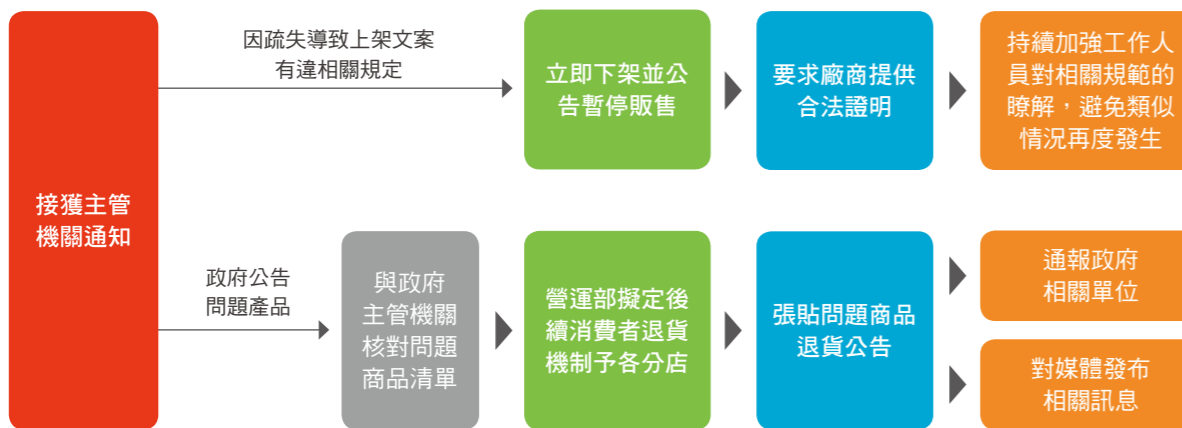 接獲主管
機關通知
因疏失導致上架文案
有違相關規定
立即下架並公
告暫停販售
要求廠商提供
合法證明
持續加強工作人
員對相關規範的
瞭解，避免類似
情況再度發生
政府公告
問題產品
與政府
主管機關
核對問題
商品清單
營運部擬定後
續消費者退貨
機制予各分店
張貼問題商品
退貨公告
通報政府
相關單位
對媒體發布
相關訊息